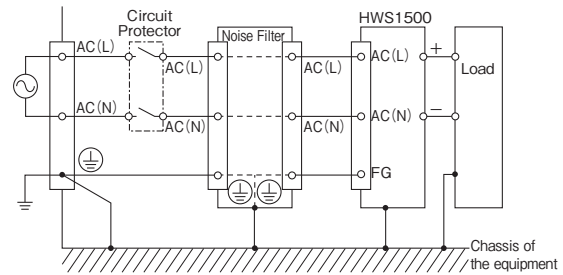 Circuit
Protector
Noise Filter
HWS1500
AC(L)
AC(L)
AC(L)
AC(L)
+
Load
AC(N)
AC(N)
AC(N)
AC(N)
−
FG
Chassis of
the equipment